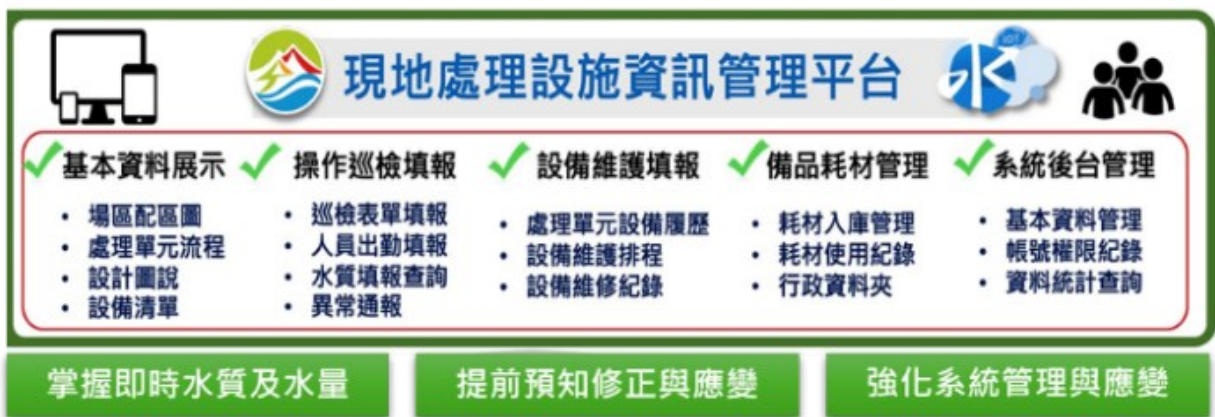 現地處理設施資訊管理平台
IOT
水
基本資料展示
• 場區配區圖
• 處理單元流程
• 設計圖說
• 設備清單
操作巡檢填報
• 巡檢表單填報
• 人員出勤填報
• 水質填報查詢
• 異常通報
設備維護填報
• 處理單元設備履歷
• 設備維護排程
• 設備維修紀錄
備品耗材管理
• 耗材入庫管理
• 耗材使用紀錄
• 行政資料夾
系統後台管理
• 基本資料管理
• 帳號權限紀錄
• 資料統計查詢
掌握即時水質及水量
提前預知修正與應變
強化系統管理與應變